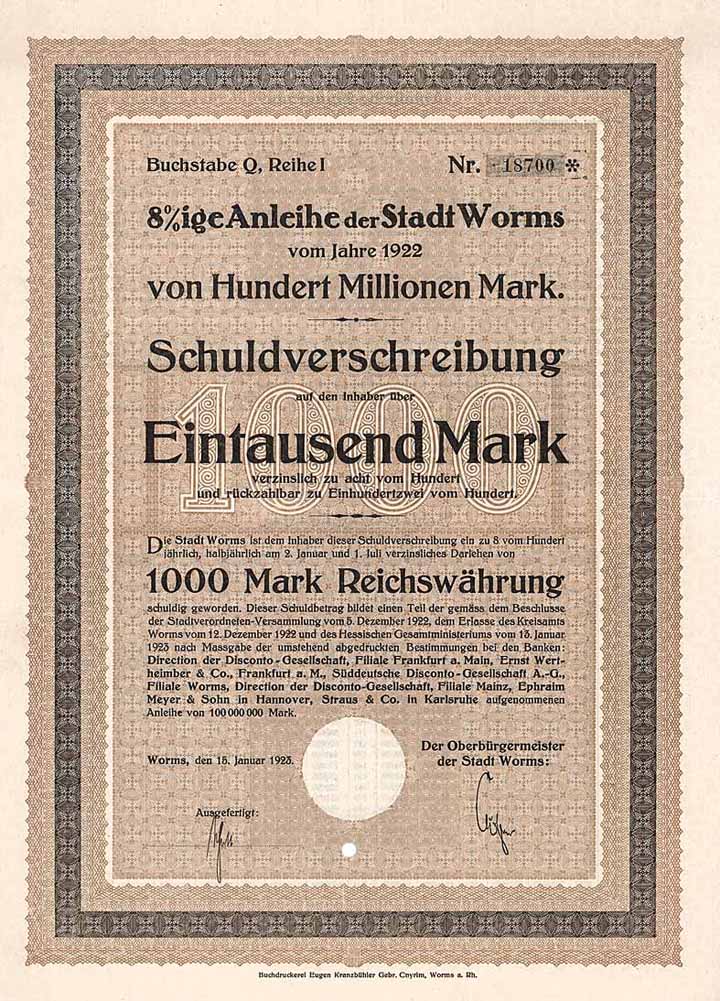 Buchstabe Q, Reihe I
Nr. 18700 *
8%ige Anleihe der Stadt Worms
vom Jahre 1922
von Hundert Millionen Mark.
Schuldverschreibung
auf den Inhaber über
1000
Eintausend Mark
verzinslich zu acht vom Hundert
und rückzahlbar zu Einhundertzwei vom Hundert.
Die Stadt Worms ist dem Inhaber dieser Schuldverschreibung ein zu 8 vom Hundert
jährlich, halbjährlich am 2. Januar und 1. Juli verzinsliches Darlehen von
1000 Mark Reichswährung
schuldig geworden. Dieser Schuldbetrag bildet einen Teil der gemäss dem Beschlusse
der Stadtverordneten-Versammlung vom 5. Dezember 1922, dem Erlasse des Kreisamts
Worms vom 12. Dezember 1922 und des Hessischen Gesamtministeriums vom 13. Januar
1923 nach Massgabe der umstehend abgedruckten Bestimmungen bei den Banken:
Direction der Disconto-Gesellschaft, Filiale Frankfurt a. Main, Ernst Wert-
heimber & Co., Frankfurt a. M., Süddeutsche Disconto-Gesellschaft A.-G.,
Filiale Worms, Direction der Disconto-Gesellschaft, Filiale Mainz, Ephraim
Meyer & Sohn in Hannover, Straus & Co. in Karlsruhe aufgenommenen
Anleihe von 100 000 000 Mark.
Worms, den 15. Januar 1923.
Der Oberbürgermeister
der Stadt Worms:
Ausgefertigt:
Buchdruckerei Eugen Kranzbühler Gebr. Cnyrim, Worms a. Rh.